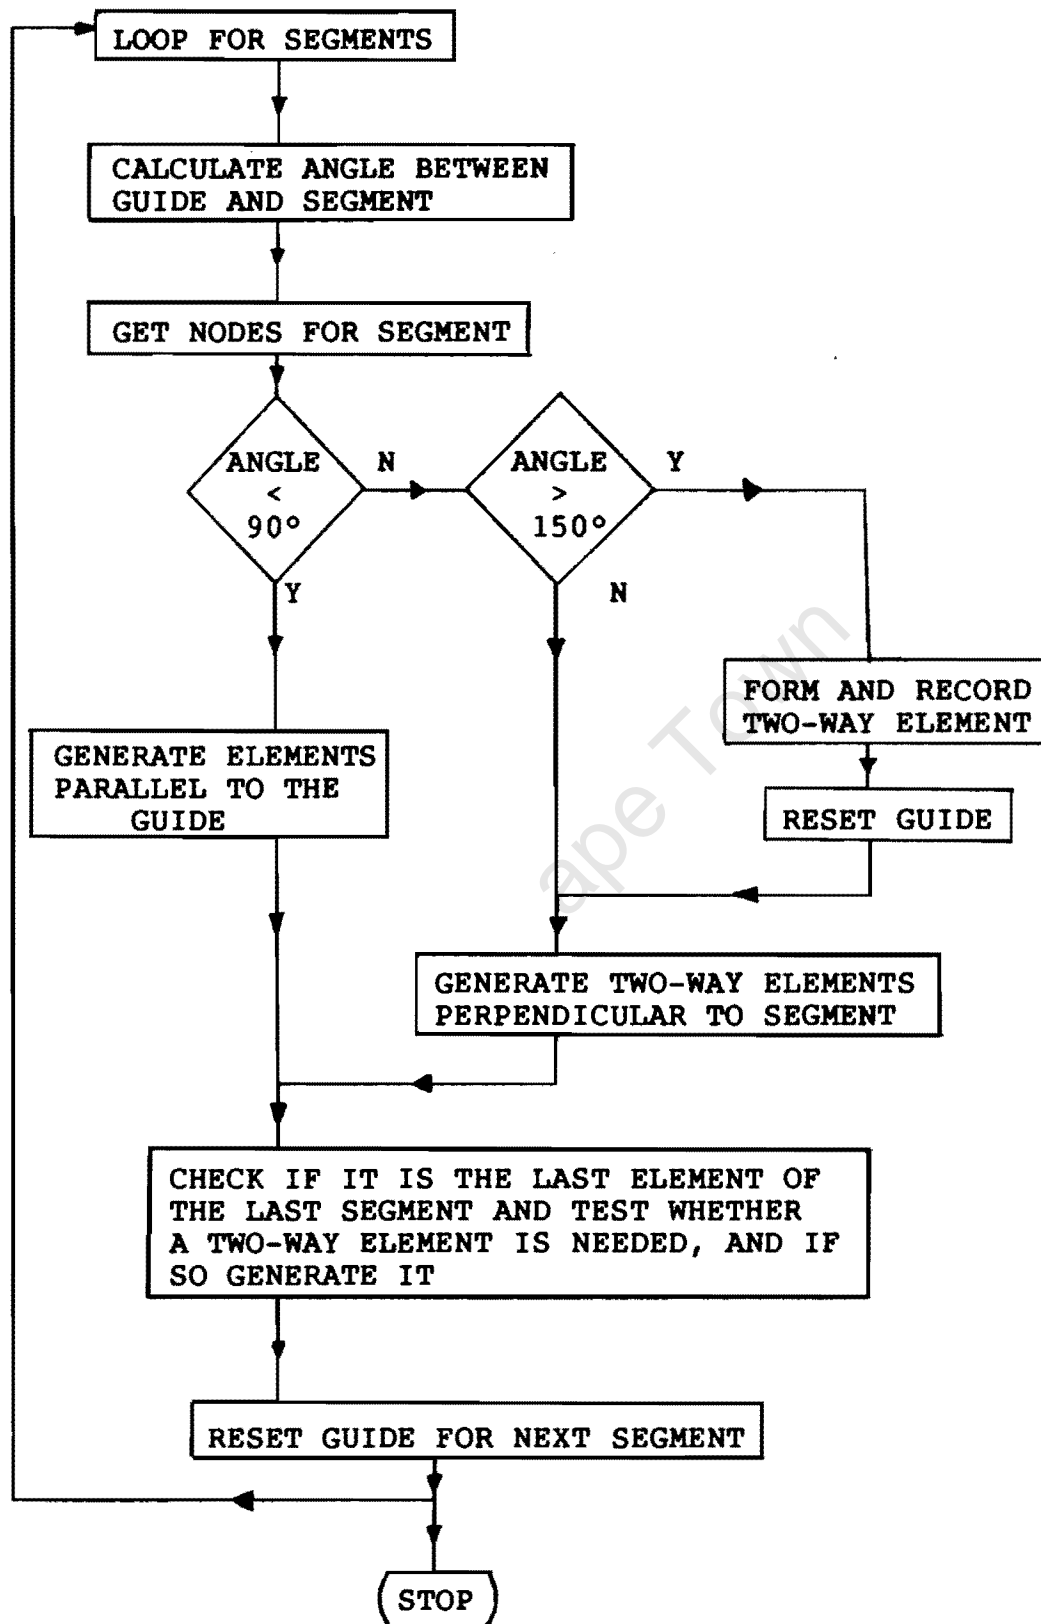 LOOP FOR SEGMENTS
CALCULATE ANGLE BETWEEN
GUIDE AND SEGMENT
GET NODES FOR SEGMENT
ANGLE
<
90°
N
Y
ANGLE
>
150°
Y
N
FORM AND RECORD
TWO-WAY ELEMENT
RESET GUIDE
GENERATE ELEMENTS
PARALLEL TO THE
GUIDE
GENERATE TWO-WAY ELEMENTS
PERPENDICULAR TO SEGMENT
CHECK IF IT IS THE LAST ELEMENT OF
THE LAST SEGMENT AND TEST WHETHER
A TWO-WAY ELEMENT IS NEEDED, AND IF
SO GENERATE IT
RESET GUIDE FOR NEXT SEGMENT
STOP
ape Town